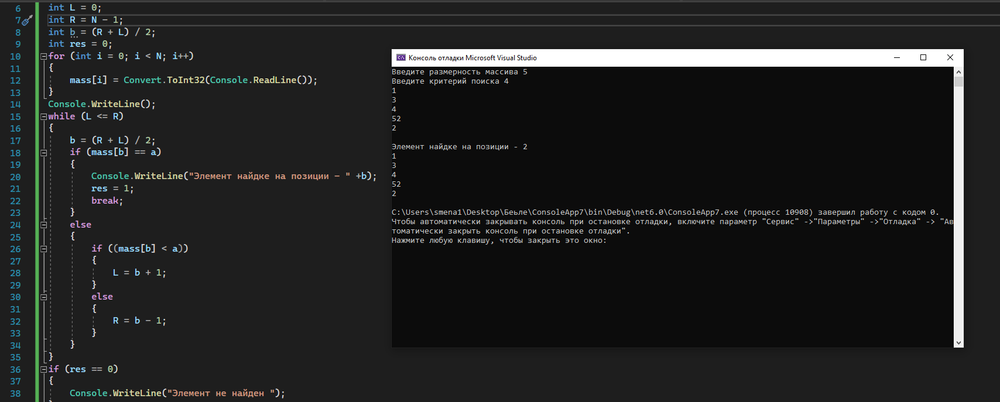 6 int L = 0;
7 int R = N - 1;
8 int b = (R + L) / 2;
9 int res = 0;
10 for (int i = 0; i < N; i++)
11 {
12 mass[i] = Convert.ToInt32(Console.ReadLine());
13 }
14 Console.WriteLine();
15 while (L <= R)
16 {
17 b = (R + L) / 2;
18 if (mass[b] == a)
19 {
20 Console.WriteLine("Элемент найдке на позиции - " +b);
21 res = 1;
22 break;
23 }
24 else
25 {
26 if ((mass[b] < a))
27 {
28 L = b + 1;
29 }
30 else
31 {
32 R = b - 1;
33 }
34 }
35 }
36 if (res == 0)
37 {
38 Console.WriteLine("Элемент не найден ");
Консоль отладки Microsoft Visual Studio
Введите размерность массива 5
Введите критерий поиска 4
1
3
4
52
2
Элемент найдке на позиции - 2
1
3
4
52
2
C:\Users\smena1\Desktop\Беьле\ConsoleApp7\bin\Debug\net6.0\ConsoleApp7.exe (процесс 10908) завершил работу с кодом 0.
Чтобы автоматически закрывать консоль при остановке отладки, включите параметр "Сервис" ->"Параметры" ->"Отладка" -> "Ав
томатически закрыть консоль при остановке отладки".
Нажмите любую клавишу, чтобы закрыть это окно: